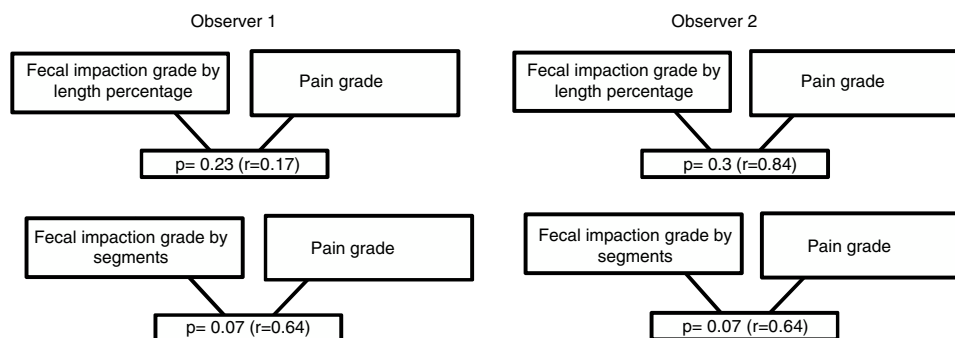 Observer 1
Fecal impaction grade by
length percentage
Pain grade
p= 0.23 (r=0.17)
Fecal impaction grade by
segments
Pain grade
p= 0.07 (r=0.64)
Observer 2
Fecal impaction grade by
length percentage
Pain grade
p= 0.3 (r=0.84)
Fecal impaction grade by
segments
Pain grade
p= 0.07 (r=0.64)